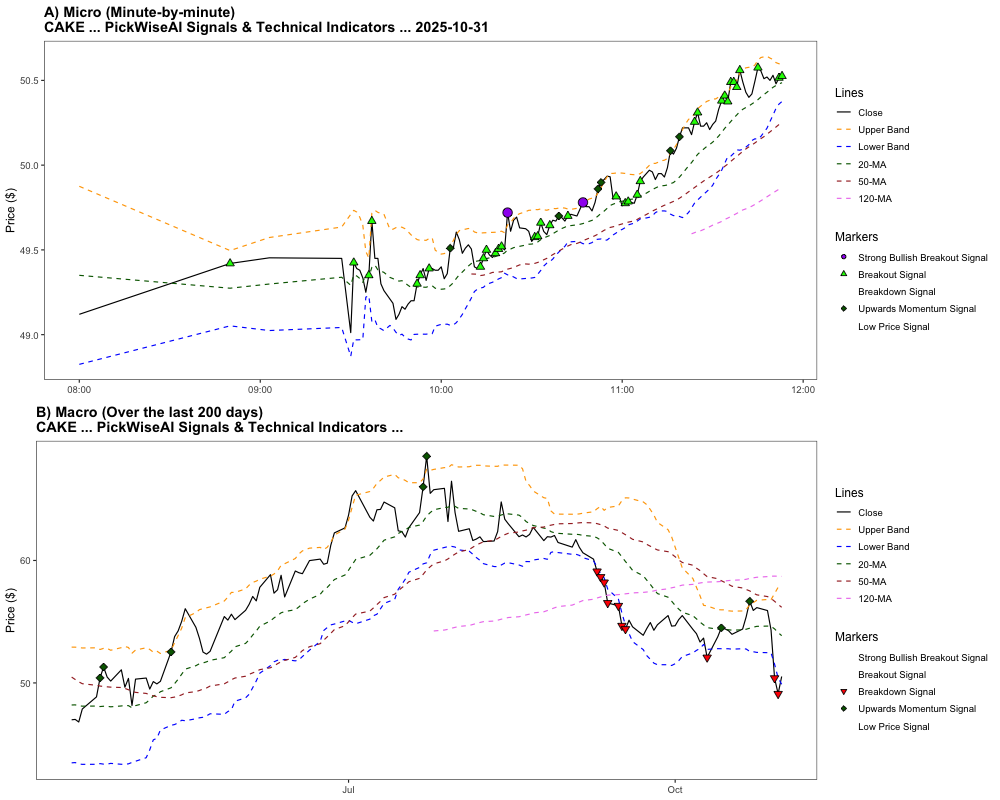 A) Micro (Minute-by-minute)
CAKE ... PickWiseAI Signals & Technical Indicators ... 2025-10-31
Price ($)
50.5
50.0
49.5
49.0
08:00
09:00
10:00
11:00
12:00
Lines
Close
Upper Band
Lower Band
20-MA
50-MA
120-MA
Markers
Strong Bullish Breakout Signal
Breakout Signal
Breakdown Signal
Upwards Momentum Signal
Low Price Signal
B) Macro (Over the last 200 days)
CAKE ... PickWiseAI Signals & Technical Indicators ...
Price ($)
60
50
Jul
Oct
Lines
Close
Upper Band
Lower Band
20-MA
50-MA
120-MA
Markers
Strong Bullish Breakout Signal
Breakout Signal
Breakdown Signal
Upwards Momentum Signal
Low Price Signal